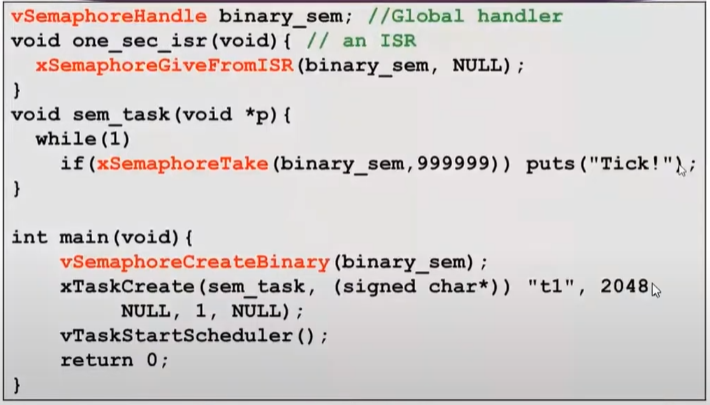 vSemaphoreHandle binary_sem; //Global handler
void one_sec_isr(void){ // an ISR
xSemaphoreGiveFromISR(binary_sem, NULL);
}
void sem_task(void *p){
while(1)
if(xSemaphoreTake(binary_sem,999999)) puts("Tick!");
}
int main(void){
vSemaphoreCreateBinary(binary_sem);
xTaskCreate(sem_task, (signed char*)) "t1", 2048,
NULL, 1, NULL);
vTaskStartScheduler();
return 0;
}